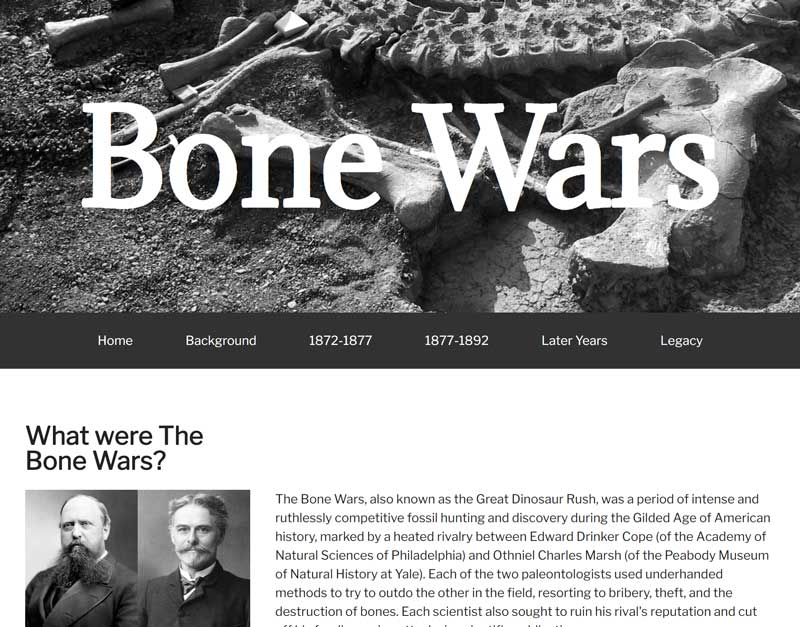 Bone Wars
Home Background 1872-1877 1877-1892 Later Years Legacy
What were The
Bone Wars?
The Bone Wars, also known as the Great Dinosaur Rush, was a period of intense and
ruthlessly competitive fossil hunting and discovery during the Gilded Age of American
history, marked by a heated rivalry between Edward Drinker Cope (of the Academy of
Natural Sciences of Philadelphia) and Othniel Charles Marsh (of the Peabody Museum
of Natural History at Yale). Each of the two paleontologists used underhanded
methods to try to outdo the other in the field, resorting to bribery, theft, and the
destruction of bones. Each scientist also sought to ruin his rival's reputation and cut